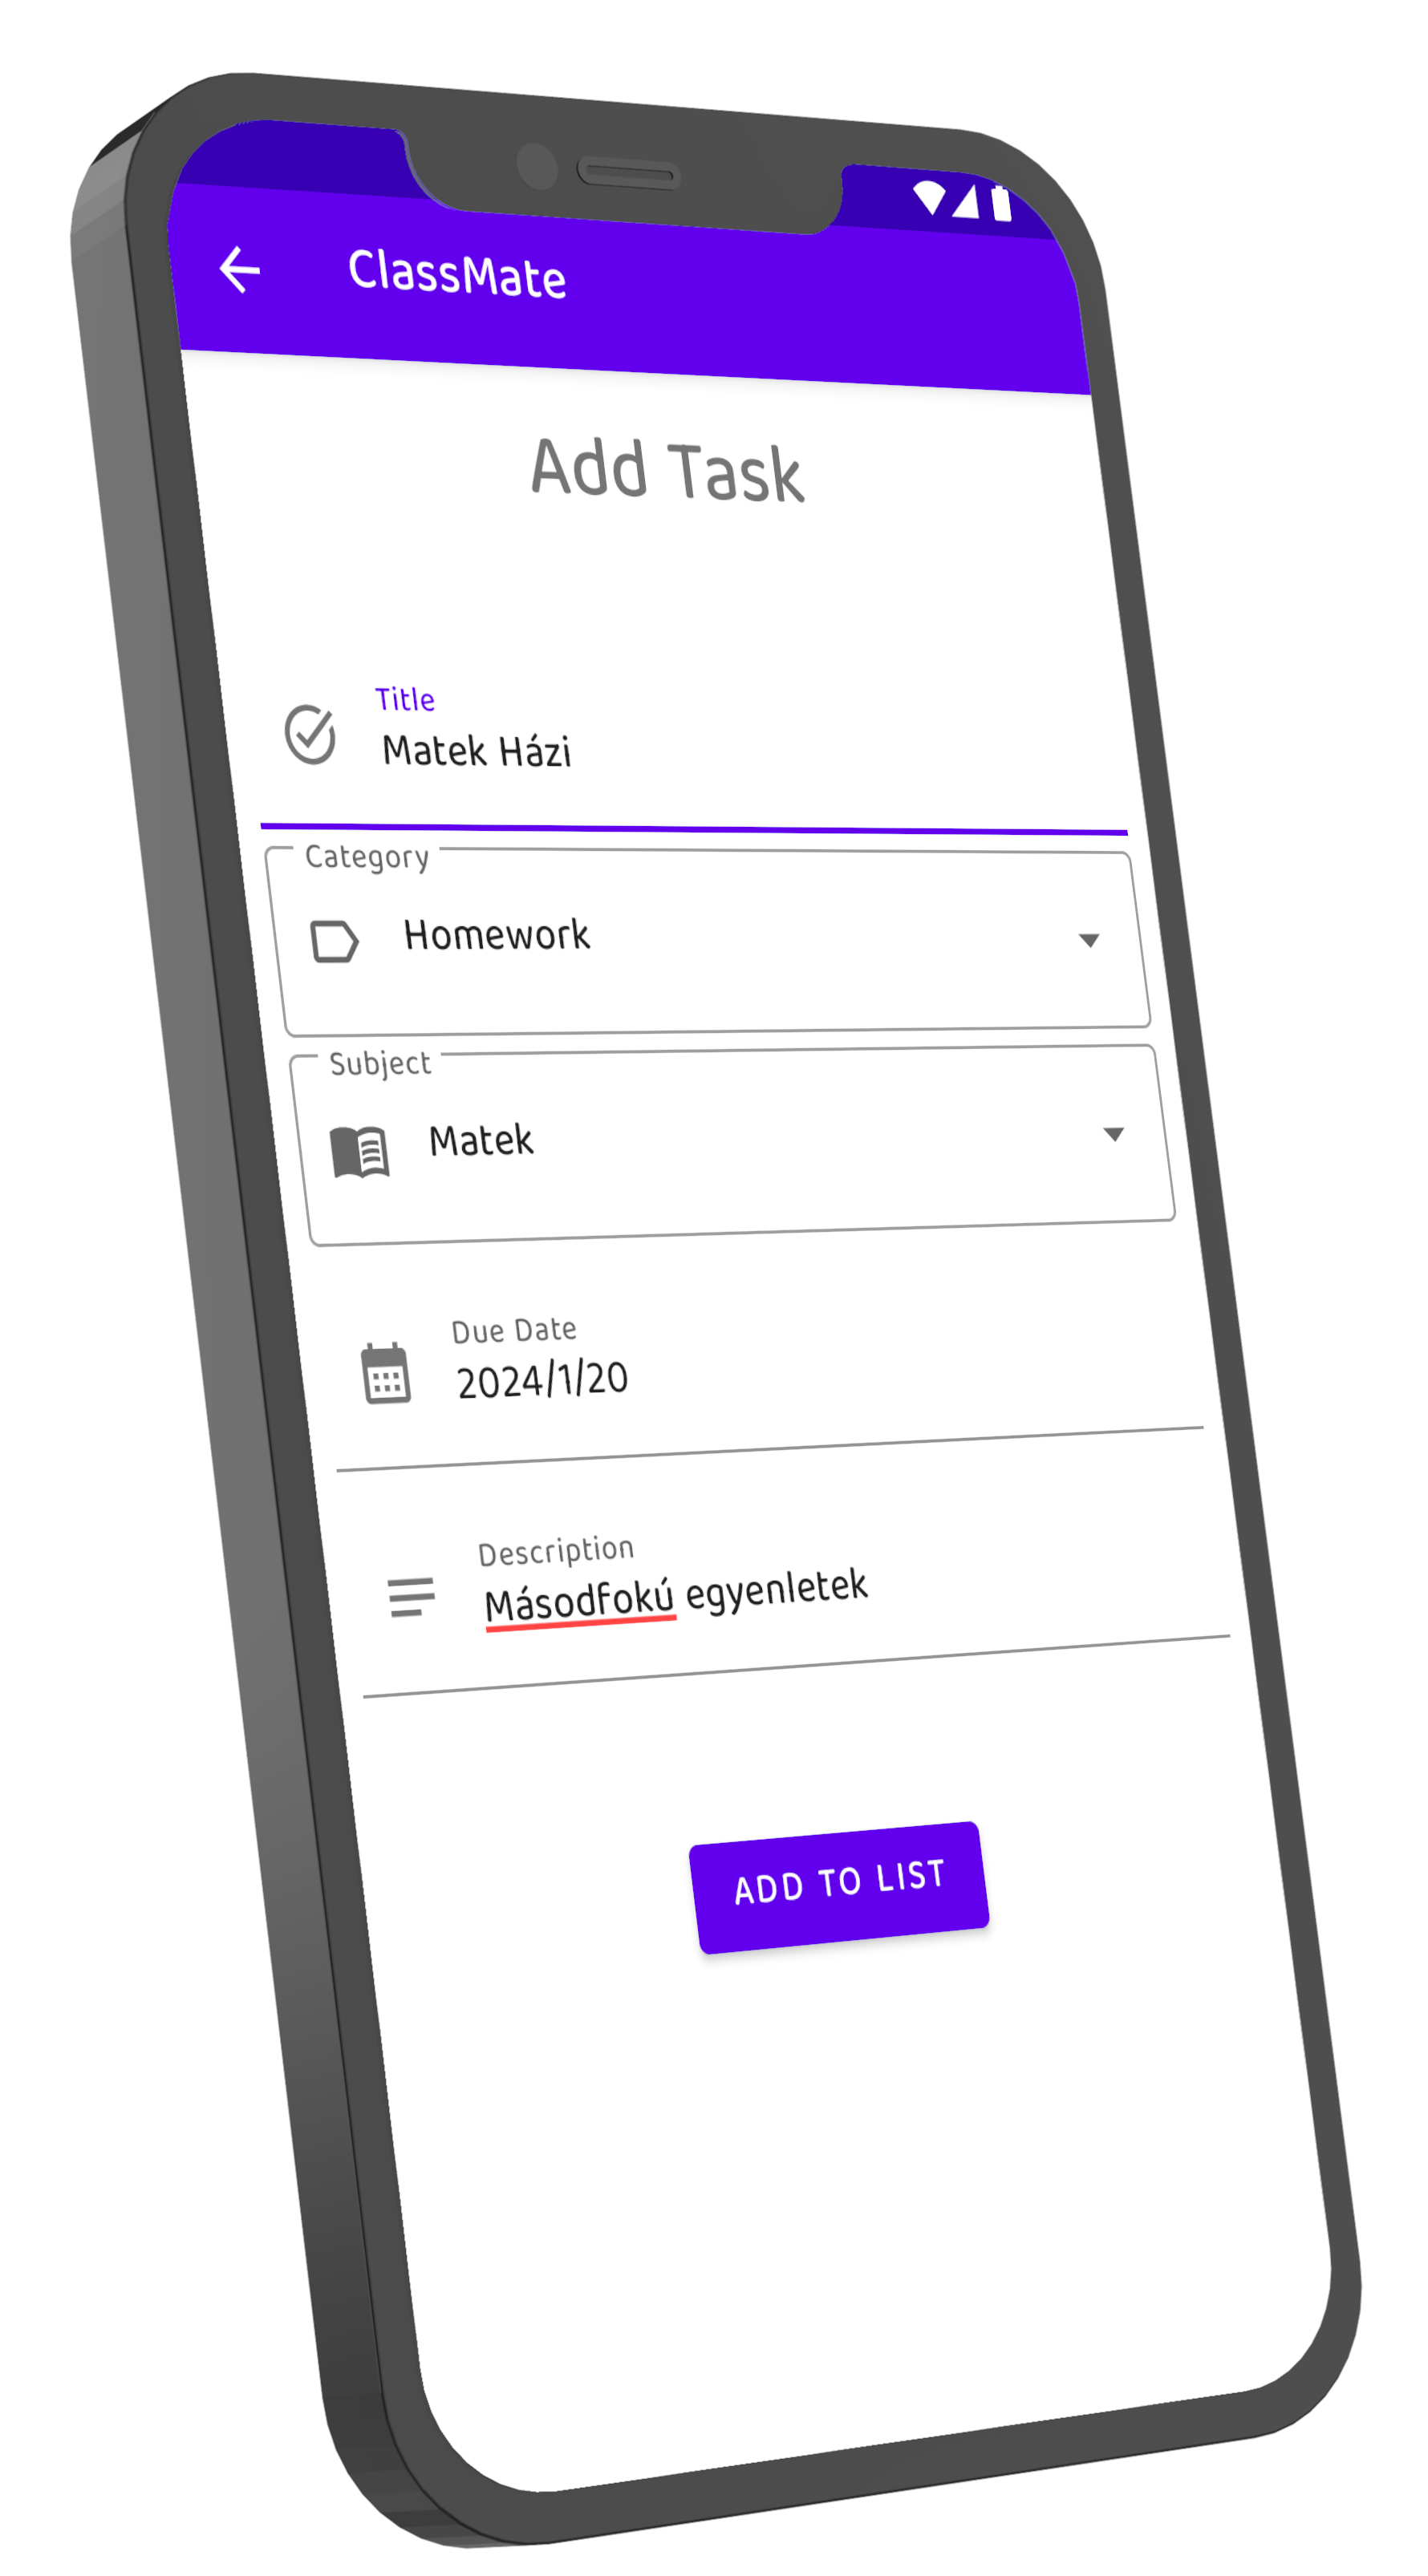 ClassMate
Add Task
Title
Matek Házi
Category
Homework
Subject
Matek
Due Date
2024/1/20
Description
Másodfokú egyenletek
ADD TO LIST